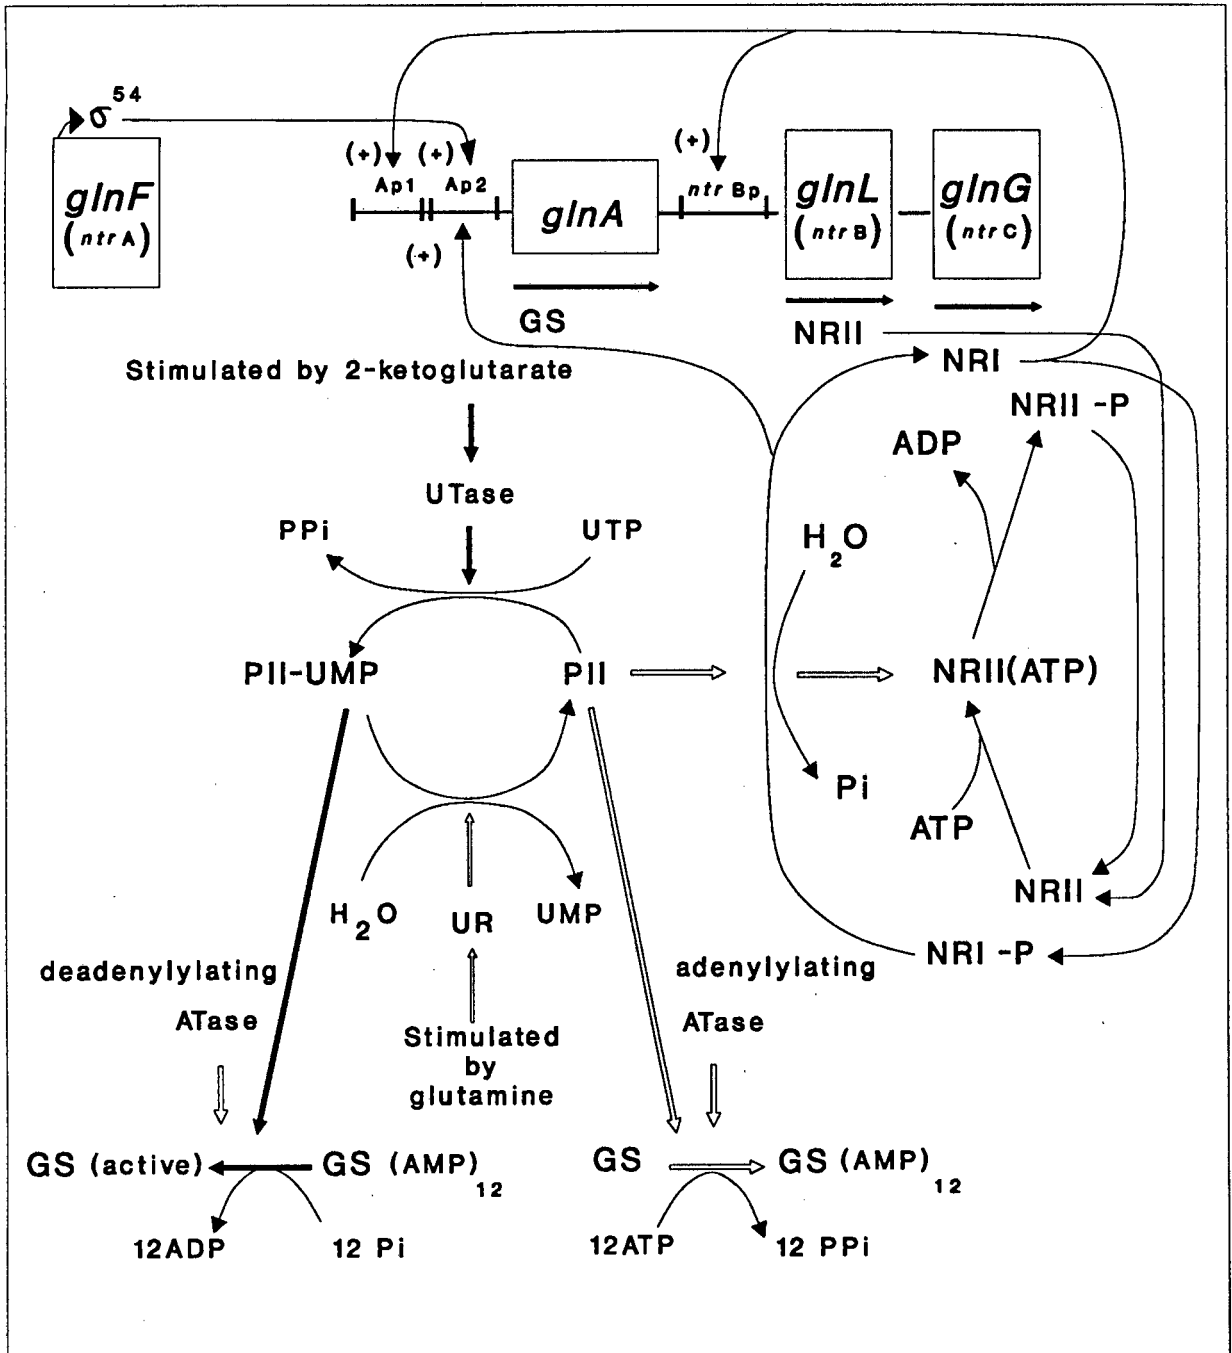 σ54
(+) (+) (+)
Ap1 Ap2 ntr Bp
glnF
(ntrA)
glnA
glnL
(ntrB)
glnG
(ntrC)
(+)
GS
NRII
NRI
Stimulated by 2-ketoglutarate
NRII -P
ADP
UTase
PPi
UTP
H2O
PII-UMP
PII
NRII(ATP)
Pi
ATP
NRII
H2O
UR
UMP
NRI -P
deadenylylating
ATase
adenylylating
ATase
Stimulated
by
glutamine
GS (active)
GS (AMP)12
GS
GS (AMP)12
12ADP
12 Pi
12ATP
12 PPi